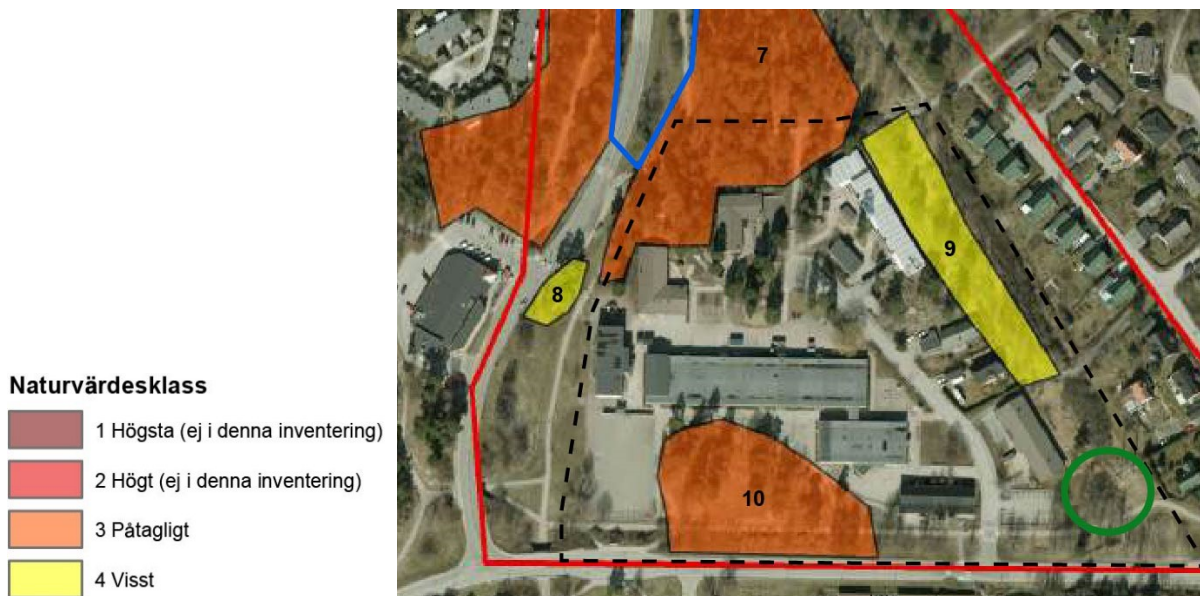 Naturvärdesklass
1 Högsta (ej i denna inventering)
2 Högt (ej i denna inventering)
3 Påtagligt
4 Visst
7
8
9
10